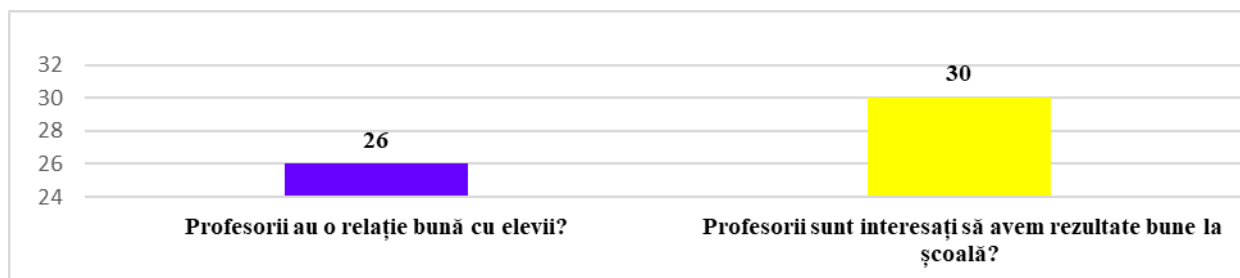 32
30
28
26
24
26
30
Profesorii au o relație bună cu elevii?
Profesorii sunt interesați să avem rezultate bune la
școală?